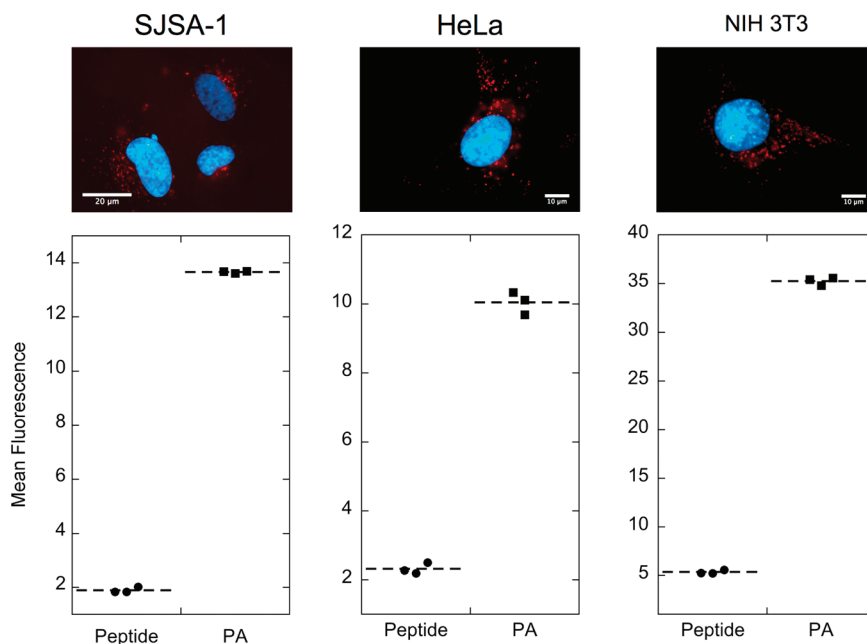 SJSA-1
HeLa
NIH 3T3
20 µm
10 µm
10 µm
Mean Fluorescence
14
12
10
8
6
4
2
Peptide
PA
12
10
8
6
4
2
Peptide
PA
40
35
30
25
20
15
10
5
Peptide
PA